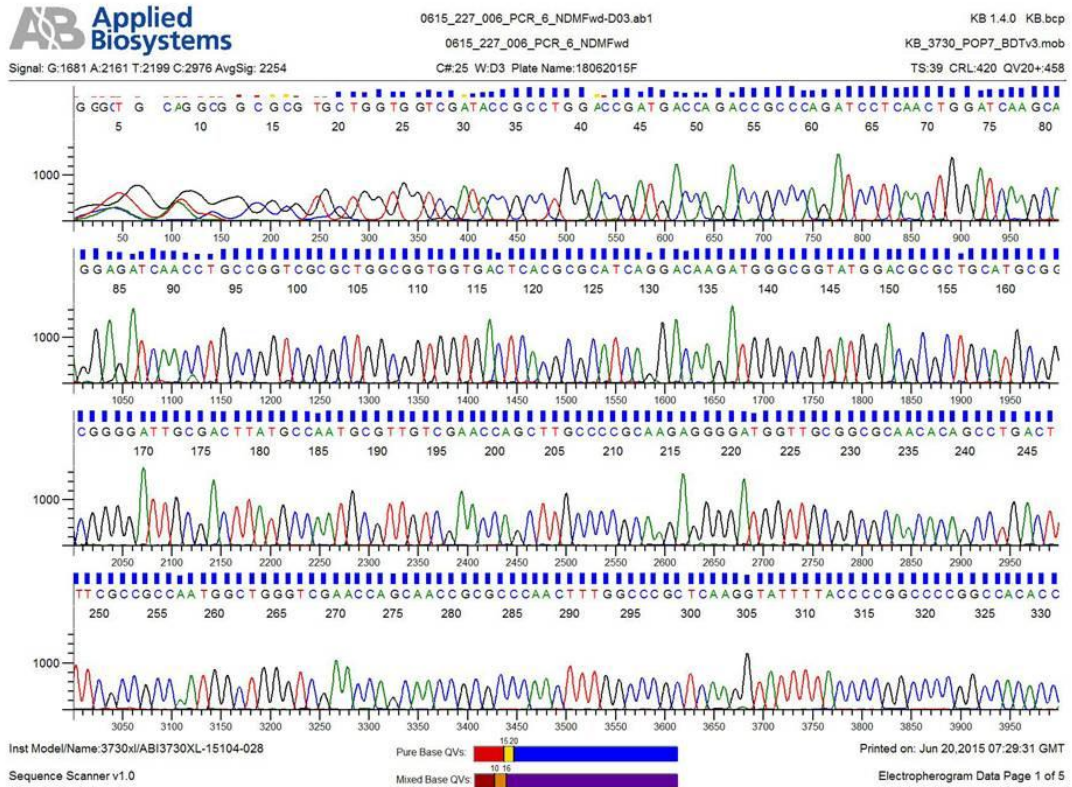 AB Applied Biosystems
0615_227_006_PCR_6_NDMFwd-D03.ab1
KB 1.4.0 KB.bcp
0615_227_006_PCR_6_NDMFwd
KB_3730_POP7_BDTv3.mob
Signal: G:1681 A:2161 T:2199 C:2976 AvgSig: 2254
C#:25 W:D3 Plate Name:18062015F
TS:39 CRL:420 QV20+:458
5 10 15 20 25 30 35 40 45 50 55 60 65 70 75 80
1000
50 100 150 200 250 300 350 400 450 500 550 600 650 700 750 800 850 900 950
GGAGATCAACCTGCCGGTCGCGCTGGCGGTGGTGACTCACGCGCATCAGGACAAGATGGGCGGTATGGACGCGCTGCATGCGG
85 90 95 100 105 110 115 120 125 130 135 140 145 150 155 160
1000
1050 1100 1150 1200 1250 1300 1350 1400 1450 1500 1550 1600 1650 1700 1750 1800 1850 1900 1950
CGGGGATTGCGACTTATGCCAATGCGTTGTCGAACCAGCTTGCCCCGCAAGAGGGGATGGTTGCGGCGCAACACAGCCTGACT
170 175 180 185 190 195 200 205 210 215 220 225 230 235 240 245
1000
2050 2100 2150 2200 2250 2300 2350 2400 2450 2500 2550 2600 2650 2700 2750 2800 2850 2900 2950
TTCGCCGCCAATGGCTGGGTCGAACCAGCAACCGCGCCCAACTTTGGCCCGCTCAAGGTATTTTACCCCGGCCCCGGCCACACC
250 255 260 265 270 275 280 285 290 295 300 305 310 315 320 325 330
1000
3050 3100 3150 3200 3250 3300 3350 3400 3450 3500 3550 3600 3650 3700 3750 3800 3850 3900 3950
Inst Model/Name:3730xl/ABI3730XL-15104-028
Pure Base QVs:
15 20
Printed on: Jun 20,2015 07:29:31 GMT
10 16
Sequence Scanner v1.0
Mixed Base QVs:
Electropherogram Data Page 1 of 5